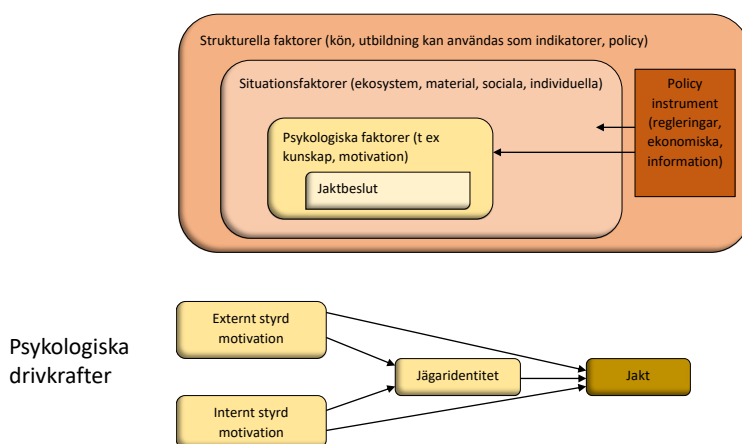 Strukturella faktorer (kön, utbildning kan användas som indikatorer, policy)
Situationsfaktorer (ekosystem, material, sociala, individuella)
Policy
instrument
(regleringar,
ekonomiska,
information)
Psykologiska faktorer (t ex
kunskap, motivation)
Jaktbeslut
Psykologiska
drivkrafter
Externt styrd
motivation
Jägaridentitet
Jakt
Internt styrd
motivation